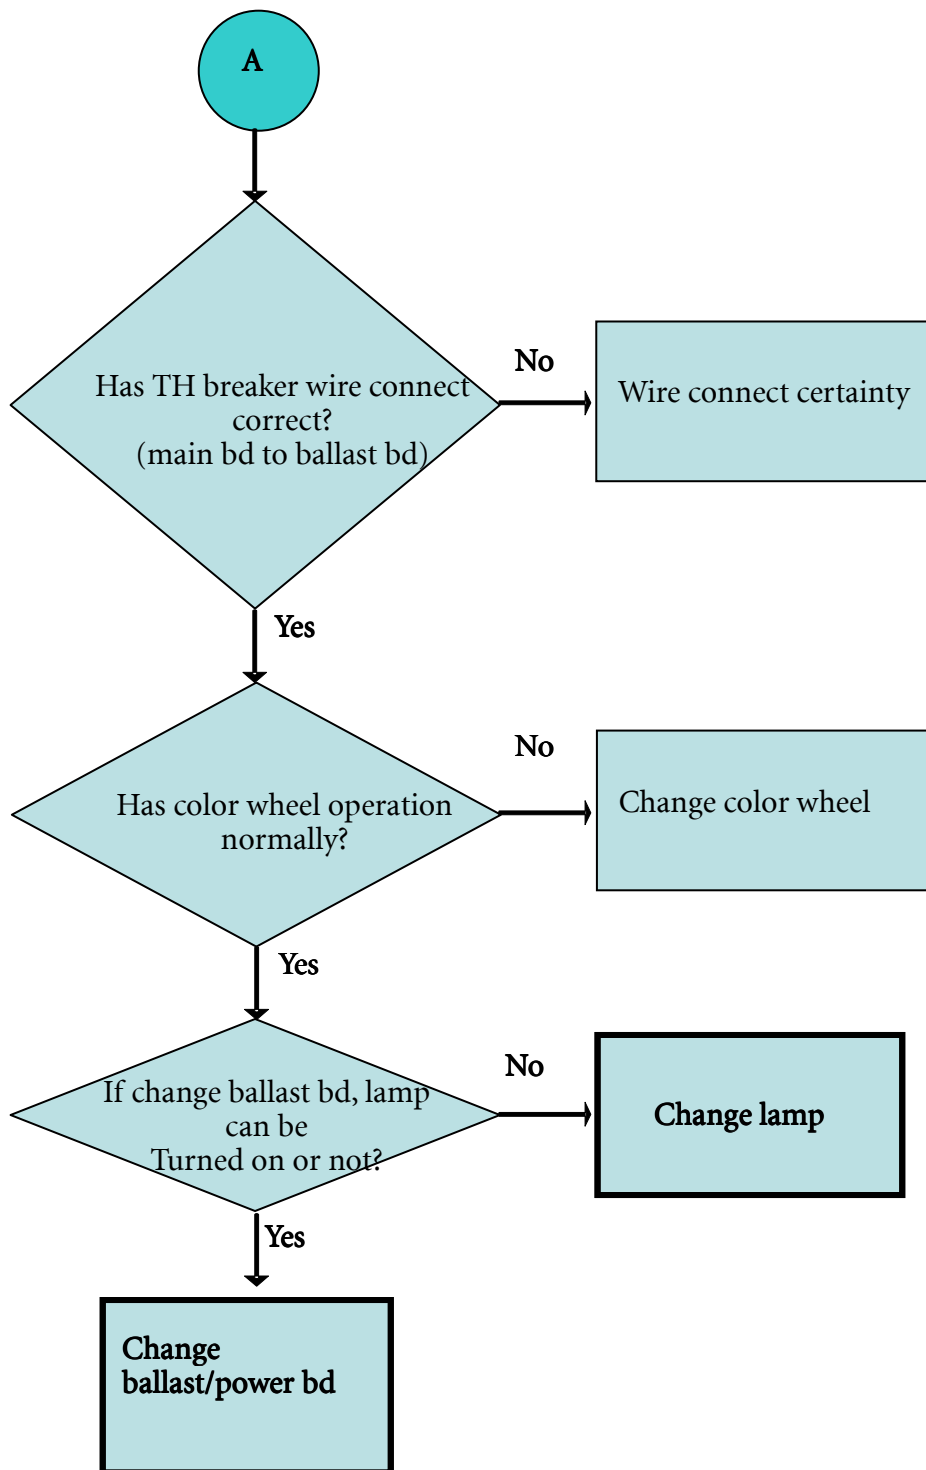 A
Has TH breaker wire connect
correct?
(main bd to ballast bd)
No
Wire connect certainty
Yes
Has color wheel operation
normally?
No
Change color wheel
Yes
If change ballast bd, lamp
can be
Turned on or not?
No
Change lamp
Yes
Change
ballast/power bd